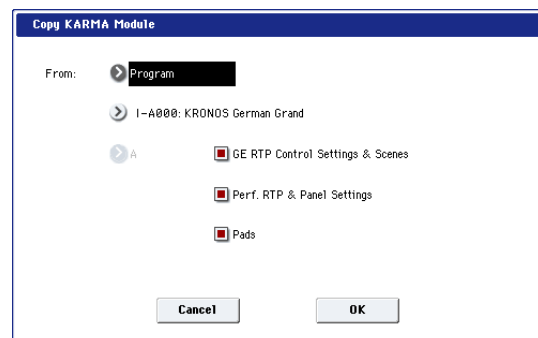 Copy KARMA Module
From: Program
I-A000: KRONOS German Grand
A GE RTP Control Settings & Scenes
Perf. RTP & Panel Settings
Pads
Cancel OK